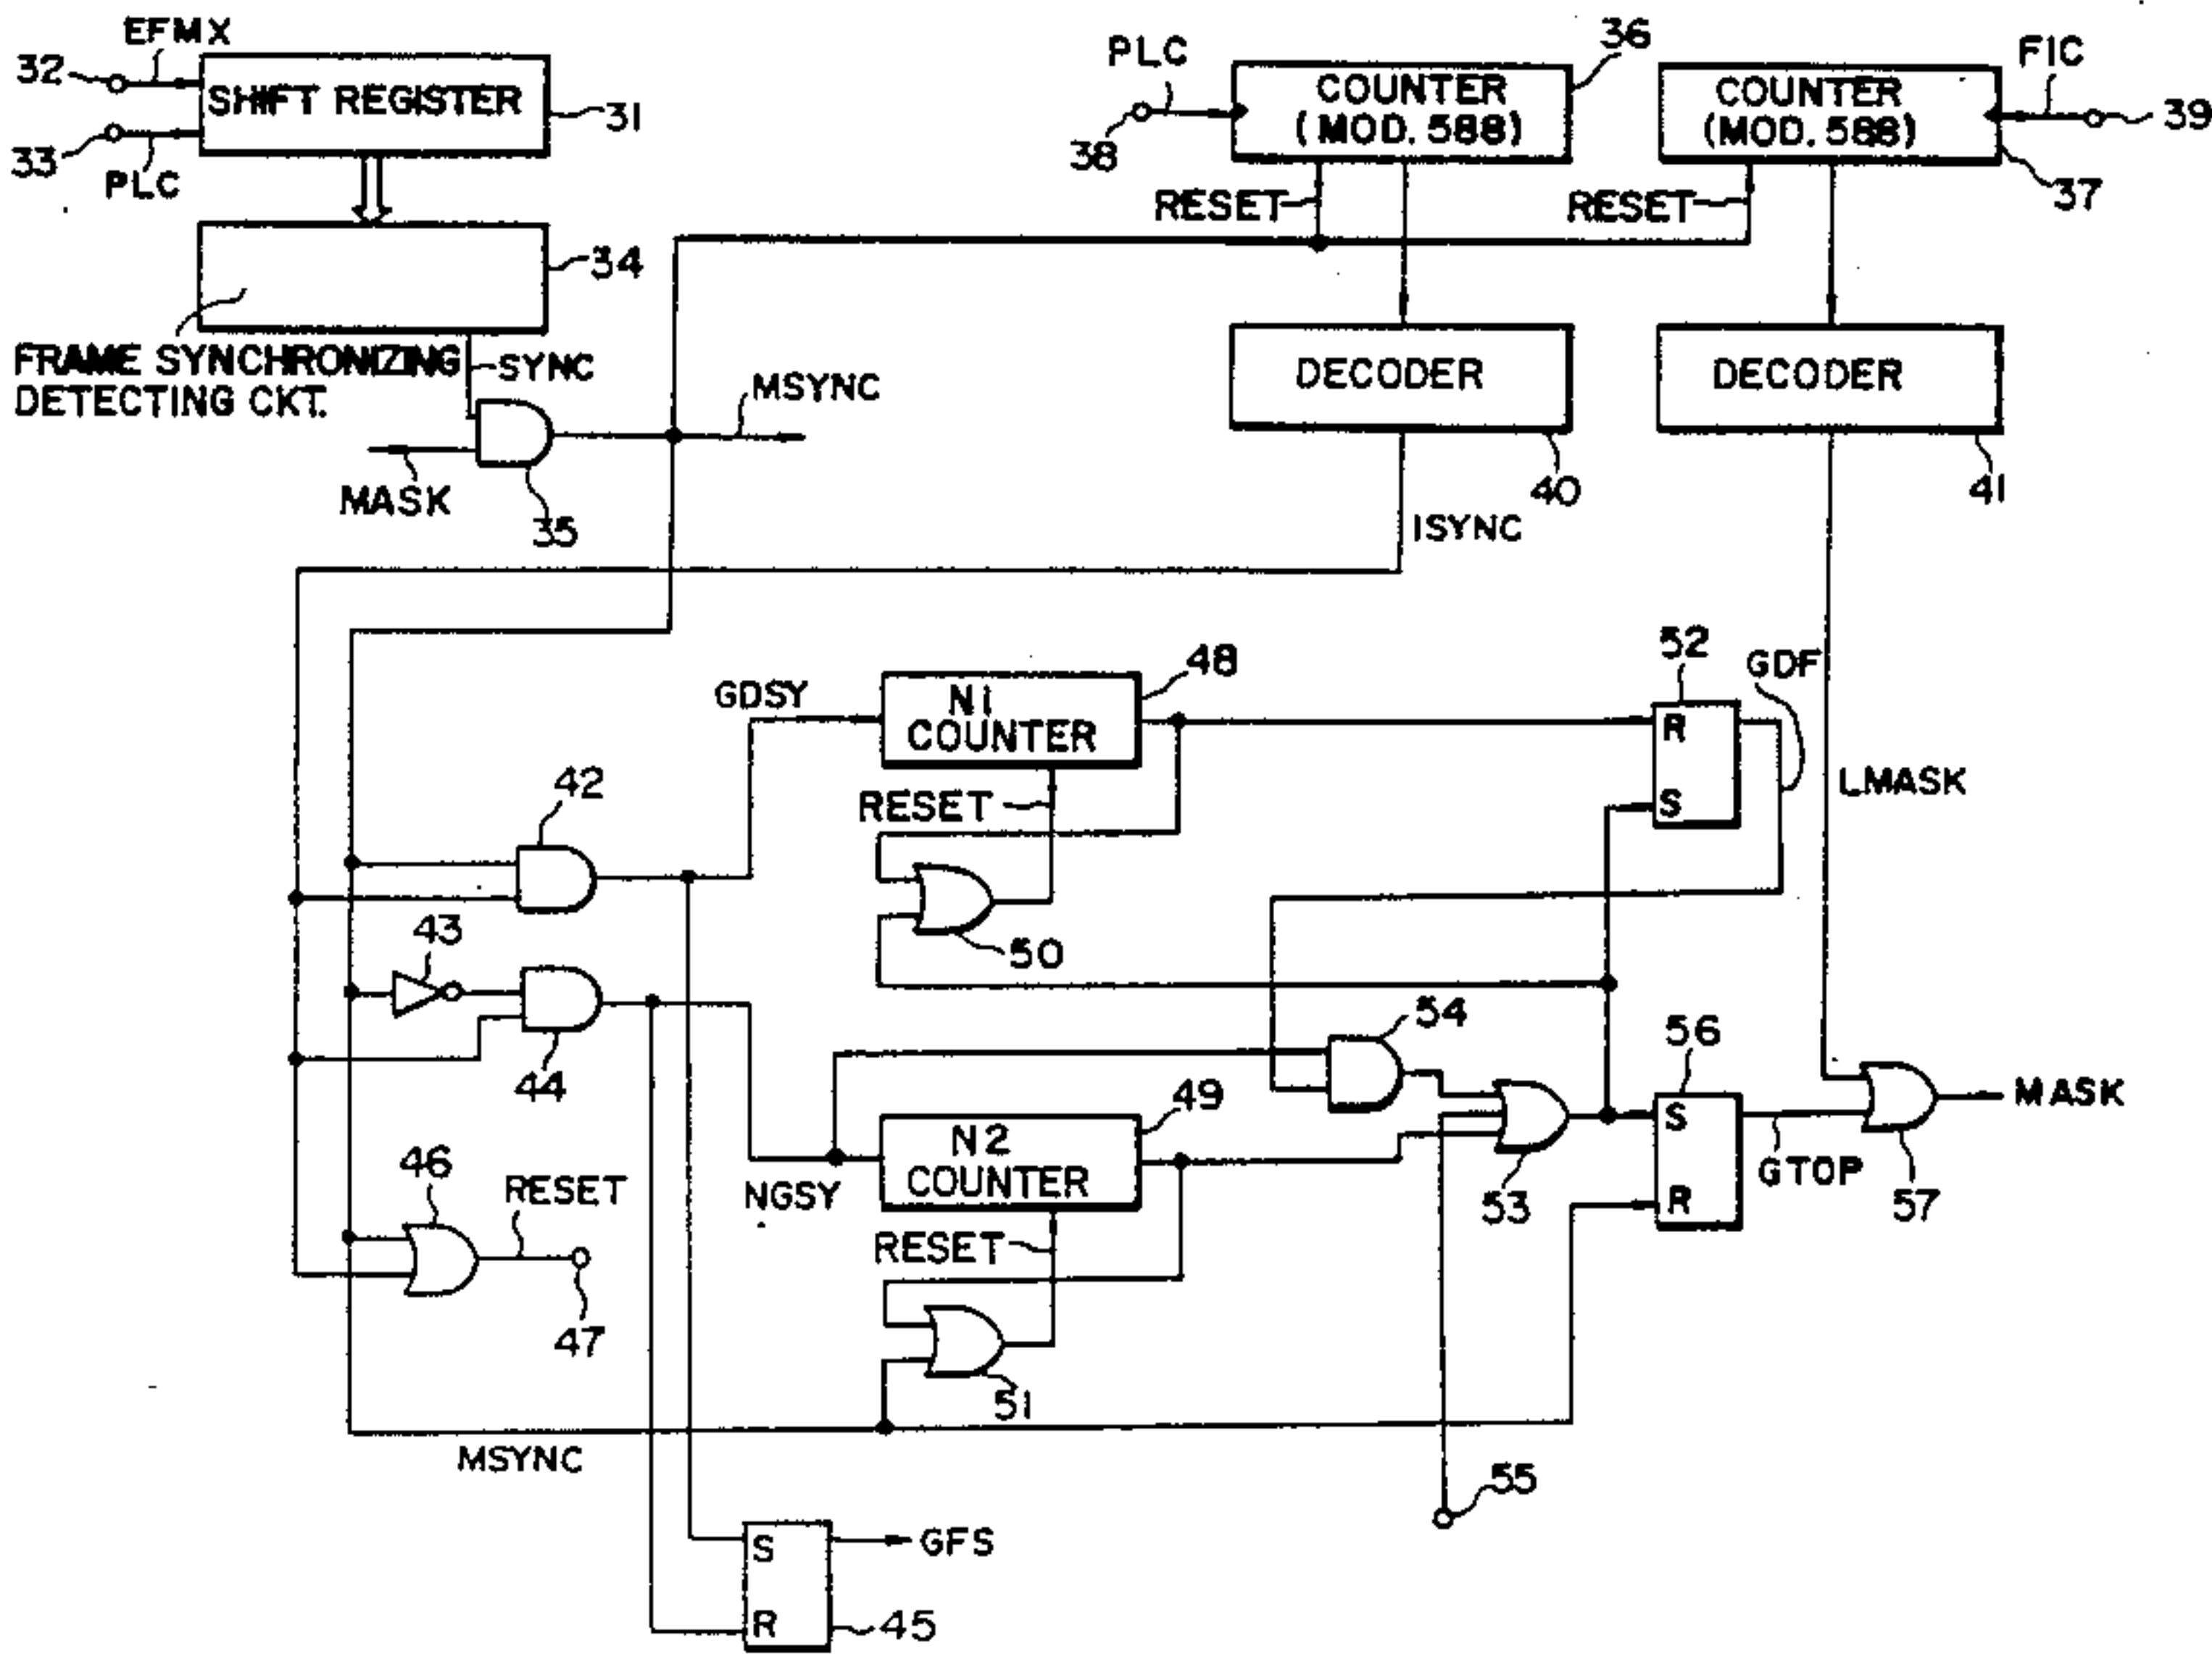 EFMX
32
SHIFT REGISTER
31
33
PLC
34
FRAME SYNCHRONIZING
DETECTING CKT.
SYNC
MSYNC
MASK
35
PLC
38
COUNTER
(MOD. 588)
36
RESET
COUNTER
(MOD. 588)
FIC
39
37
RESET
DECODER
40
DECODER
41
ISYNC
GDSY
N1
COUNTER
48
RESET
52
R
S
GDF
LMASK
42
50
43
44
54
56
46
RESET
47
NGSY
N2
COUNTER
49
RESET
53
S
R
GTOP
MASK
57
51
MSYNC
55
S
R
GFS
45